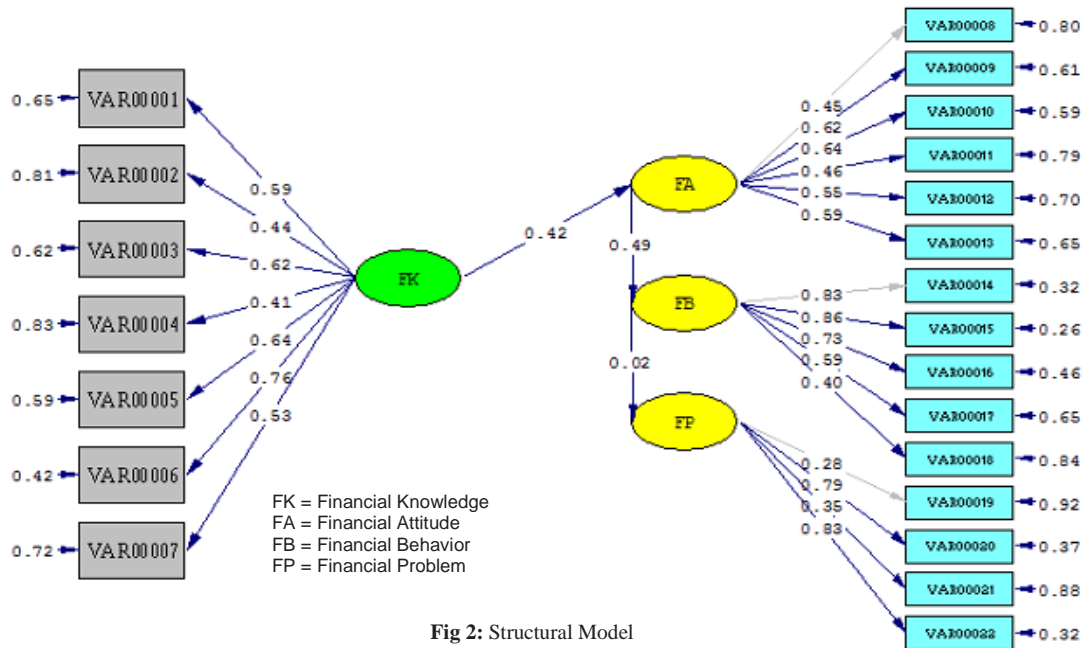 0.65 VAR00001
0.81 VAR00002
0.62 VAR00003
0.83 VAR00004
0.59 VAR00005
0.42 VAR00006
0.72 VAR00007
0.59
0.44
0.62
0.41
0.64
0.76
0.53
FK
0.42
FA
0.49
FB
0.02
FP
0.45
0.62
0.64
0.46
0.55
0.59
0.83
0.86
0.73
0.59
0.40
0.28
0.79
0.35
0.83
VAR00008 0.80
VAR00009 0.61
VAR00010 0.59
VAR00011 0.79
VAR00012 0.70
VAR00013 0.65
VAR00014 0.32
VAR00015 0.26
VAR00016 0.46
VAR00017 0.65
VAR00018 0.84
VAR00019 0.92
VAR00020 0.37
VAR00021 0.88
VAR00022 0.32
FK = Financial Knowledge
FA = Financial Attitude
FB = Financial Behavior
FP = Financial Problem
Fig 2: Structural Model